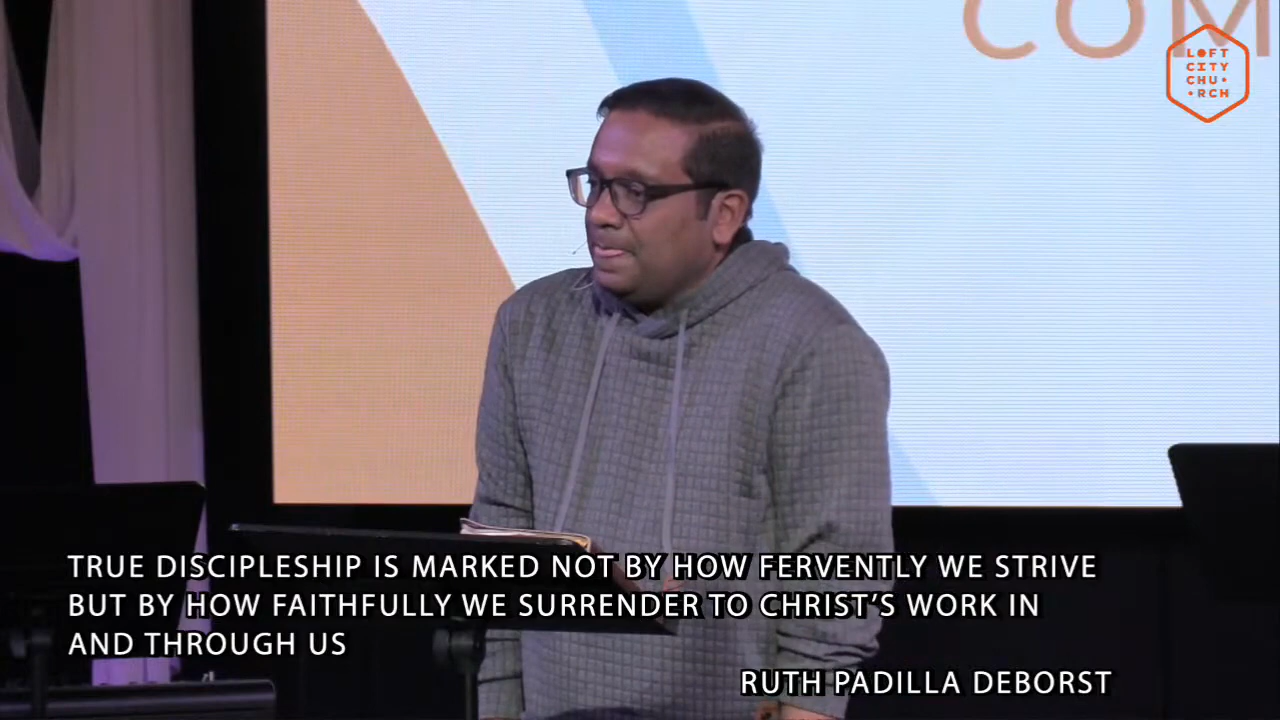 COM
LOFT
CITY
CHU•
•RCH
TRUE DISCIPLESHIP IS MARKED NOT BY HOW FERVENTLY WE STRIVE
BUT BY HOW FAITHFULLY WE SURRENDER TO CHRIST'S WORK IN
AND THROUGH US
RUTH PADILLA DEBORST